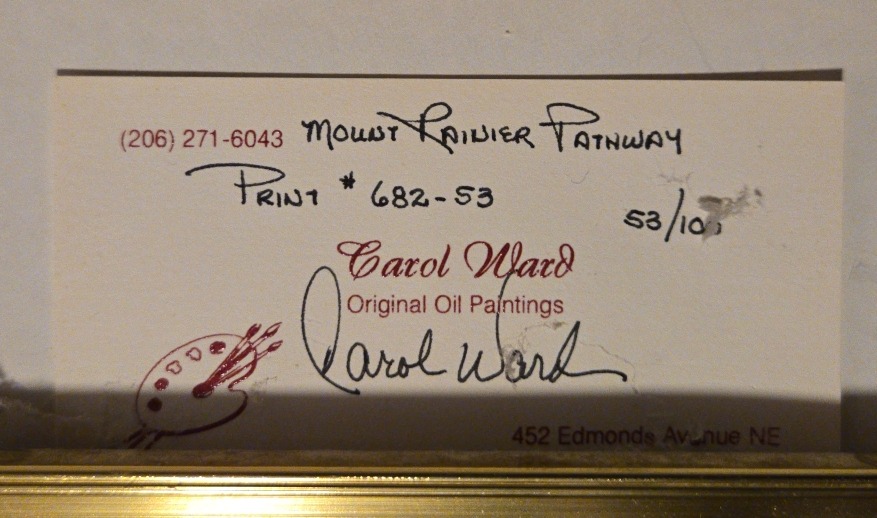 (206) 271-6043 Mount Rainier Pathway
Print # 682-53
53/100
Carol Ward
Original Oil Paintings
Carol Ward
452 Edmonds Avenue NE